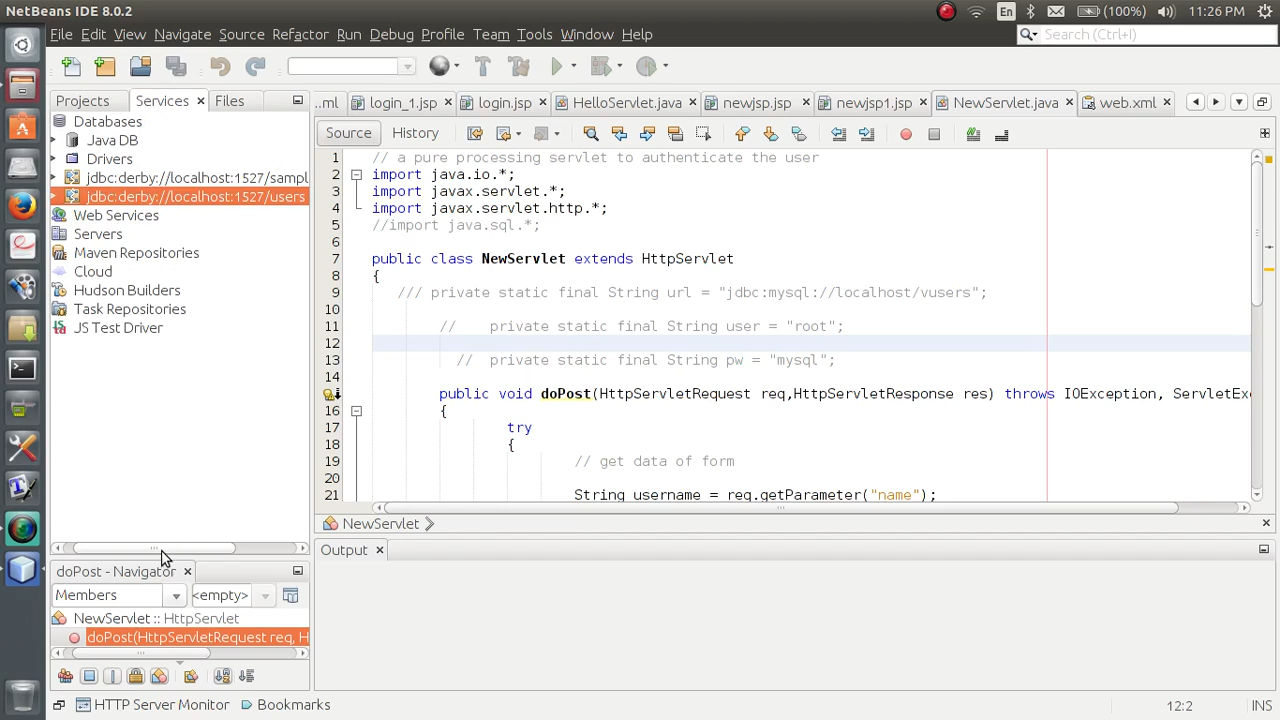 NetBeans IDE 8.0.2
En
(100%)
11:26 PM
File Edit View Navigate Source Refactor Run Debug Profile Team Tools Window Help
Search (Ctrl+I)
Projects Services Files
...ml login_1.jsp login.jsp HelloServlet.java newjsp.jsp newjsp1.jsp NewServlet.java web.xml
Source History
Databases
Java DB
Drivers
jdbc:derby://localhost:1527/sampl
jdbc:derby://localhost:1527/users
Web Services
Servers
Maven Repositories
Cloud
Hudson Builders
Task Repositories
JS Test Driver
1 // a pure processing servlet to authenticate the user
2 import java.io.*;
3 import javax.servlet.*;
4 import javax.servlet.http.*;
5 //import java.sql.*;
6
7 public class NewServlet extends HttpServlet
8 {
9 /// private static final String url = "jdbc:mysql://localhost/vusers";
10
11 // private static final String user = "root";
12
13 // private static final String pw = "mysql";
14
public void doPost(HttpServletRequest req,HttpServletResponse res) throws IOException, ServletExc
16 {
17 try
18 {
19 // get data of form
20
21 String username = req.getParameter("name");
NewServlet
Output
doPost - Navigator
Members
<empty>
NewServlet :: HttpServlet
doPost(HttpServletRequest req, H
HTTP Server Monitor Bookmarks
12:2 INS